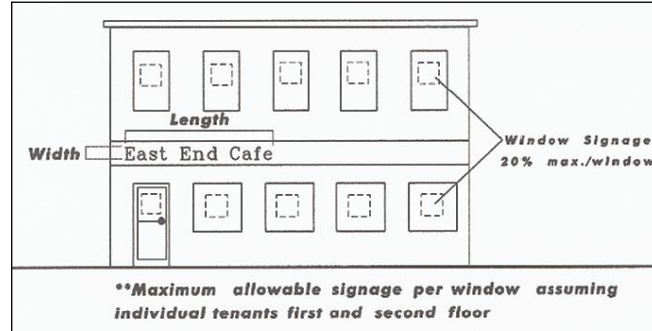 Length
Width
East End Cafe
Window Signage
20% max./window
**Maximum allowable signage per window assuming
individual tenants first and second floor